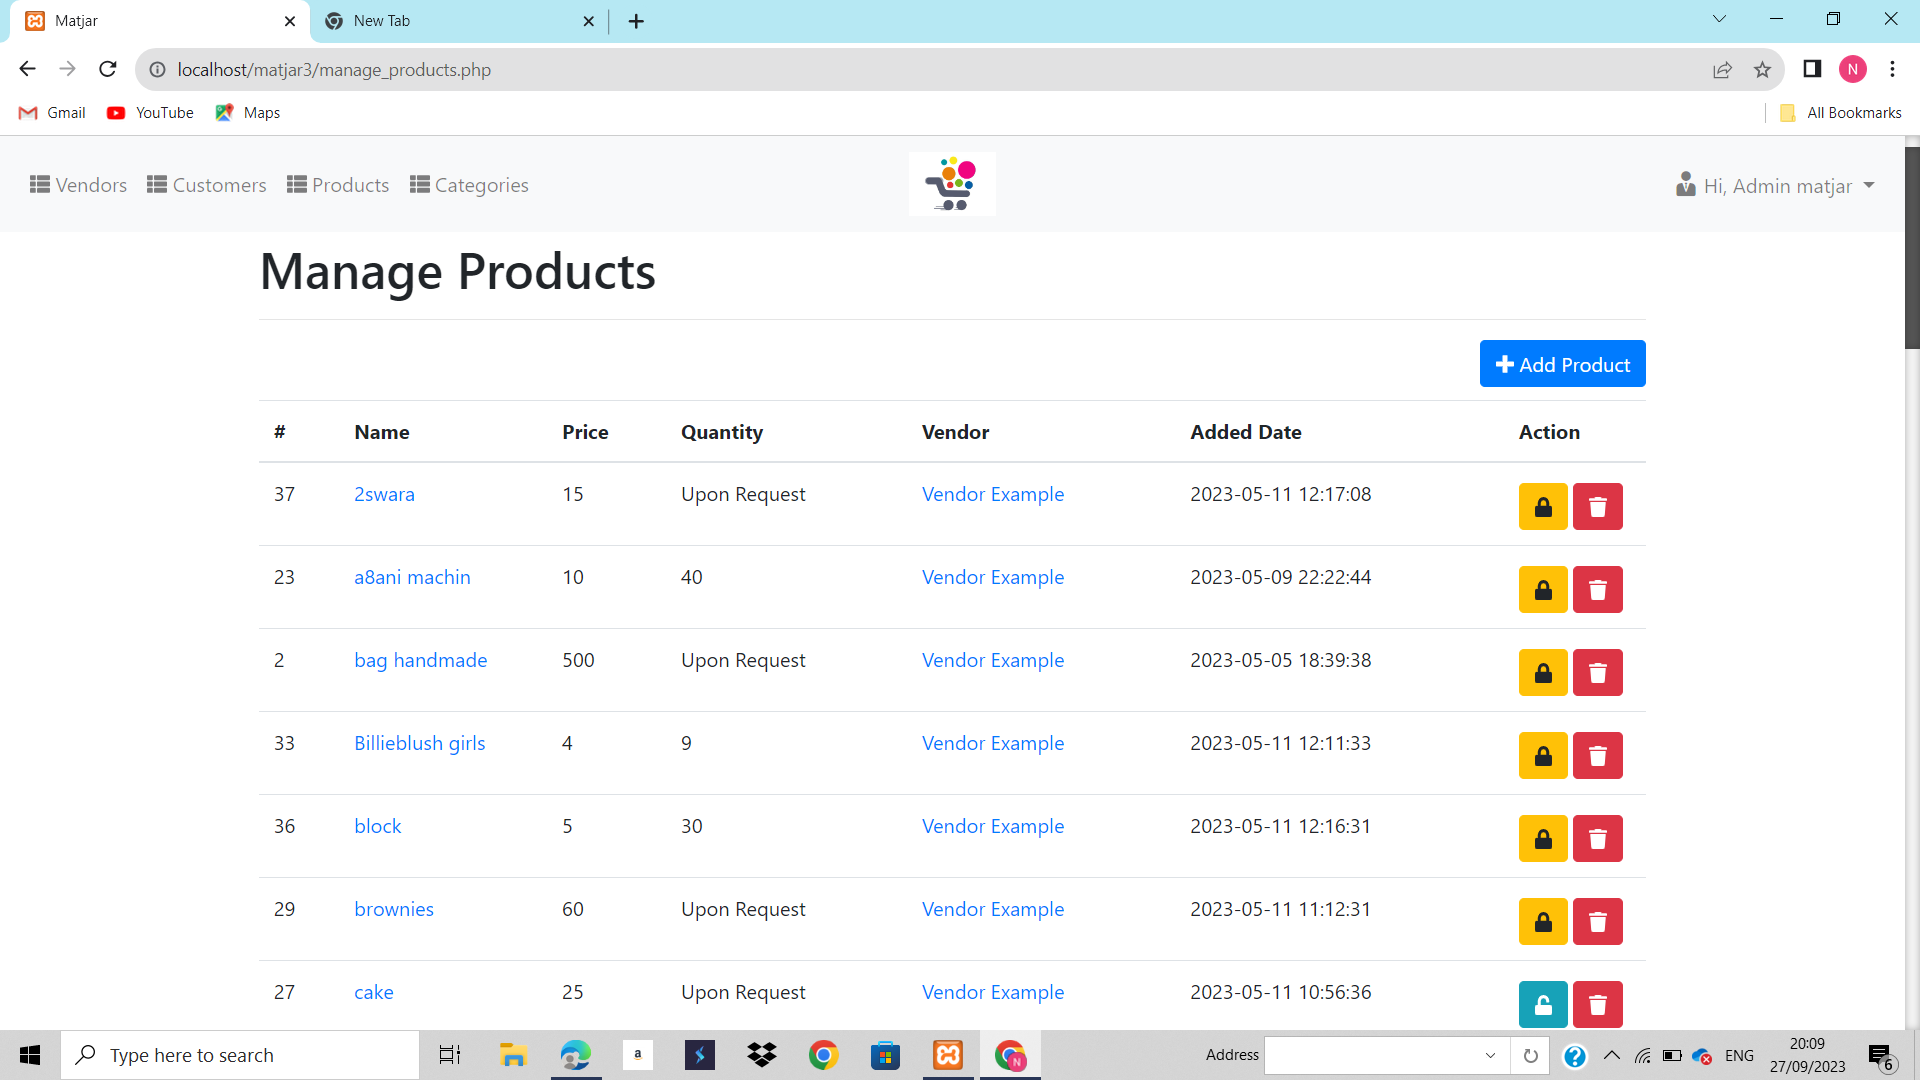 Matjar
New Tab
localhost/matjar3/manage_products.php
N
Gmail
YouTube
Maps
All Bookmarks
Vendors
Customers
Products
Categories
Hi, Admin matjar
Manage Products
Add Product
# Name Price Quantity Vendor Added Date Action
37 2swara 15 Upon Request Vendor Example 2023-05-11 12:17:08
23 a8ani machin 10 40 Vendor Example 2023-05-09 22:22:44
2 bag handmade 500 Upon Request Vendor Example 2023-05-05 18:39:38
33 Billieblush girls 4 9 Vendor Example 2023-05-11 12:11:33
36 block 5 30 Vendor Example 2023-05-11 12:16:31
29 brownies 60 Upon Request Vendor Example 2023-05-11 11:12:31
27 cake 25 Upon Request Vendor Example 2023-05-11 10:56:36
Type here to search
a
N
Address
ENG
20:09
27/09/2023
6